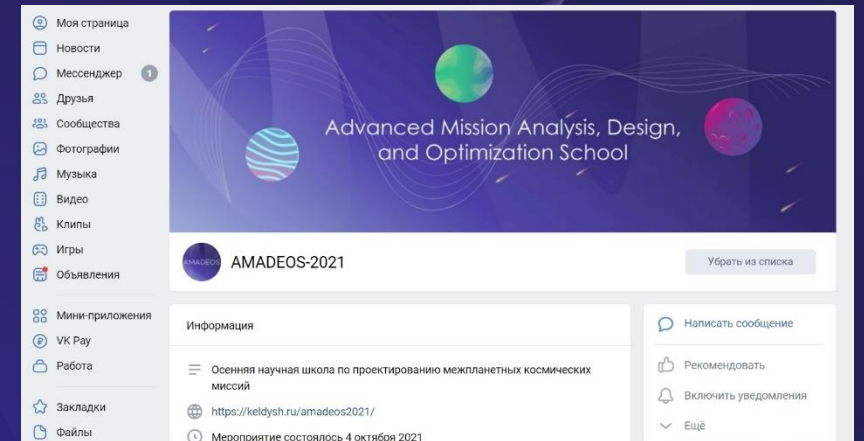 Моя страница
Новости
Мессенджер 1
Друзья
Сообщества
Фотографии
Музыка
Видео
Клипы
Игры
Объявления
Мини-приложения
VK Pay
Работа
Закладки
Файлы
Advanced Mission Analysis, Design,
and Optimization School
AMADEOS
AMADEOS-2021
Убрать из списка
Информация
Осенняя научная школа по проектированию межпланетных космических
миссий
https://keldysh.ru/amadeos2021/
Мероприятие состоялось 4 октября 2021
Написать сообщение
Рекомендовать
Включить уведомления
Ещё